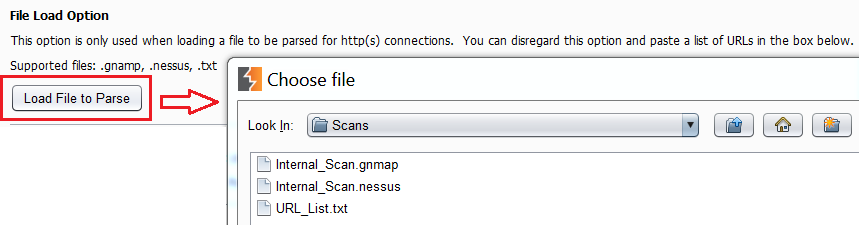 File Load Option
This option is only used when loading a file to be parsed for http(s) connections. You can disregard this option and paste a list of URLs in the box below.
Supported files: .gnamp, .nessus, .txt
Load File to Parse
Choose file
Look In: Scans
Internal_Scan.gnmap
Internal_Scan.nessus
URL_List.txt